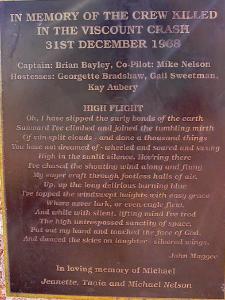 IN MEMORY OF THE CREW KILLED
IN THE VISCOUNT CRASH
31ST DECEMBER 1968
Captain: Brian Bayley, Co-Pilot: Mike Nelson
Hostesses: Georgette Bradshaw, Gail Sweetman,
Kay Aubery
HIGH FLIGHT
Oh, I have slipped the surly bonds of the earth
Sunward I've climbed and joined the tumbling mirth
Of sun-split clouds - and done a thousand things
You have not dreamed of - wheeled and soared and swung
High in the sunlit silence. Hov'ring there
I've chased the shouting wind along and flung
My eager craft through footless halls of air.
Up, up the long delirious burning blue
I've topped the windswept heights with easy grace
Where never lark, or even eagle flew.
And while with silent, lifting mind I've trod
The high untrespassed sanctity of space,
Put out my hand and touched the face of God.
And danced the skies on laughter - silvered wings.
John Magee
In loving memory of Michael
Jeanette, Tania and Michael Nelson